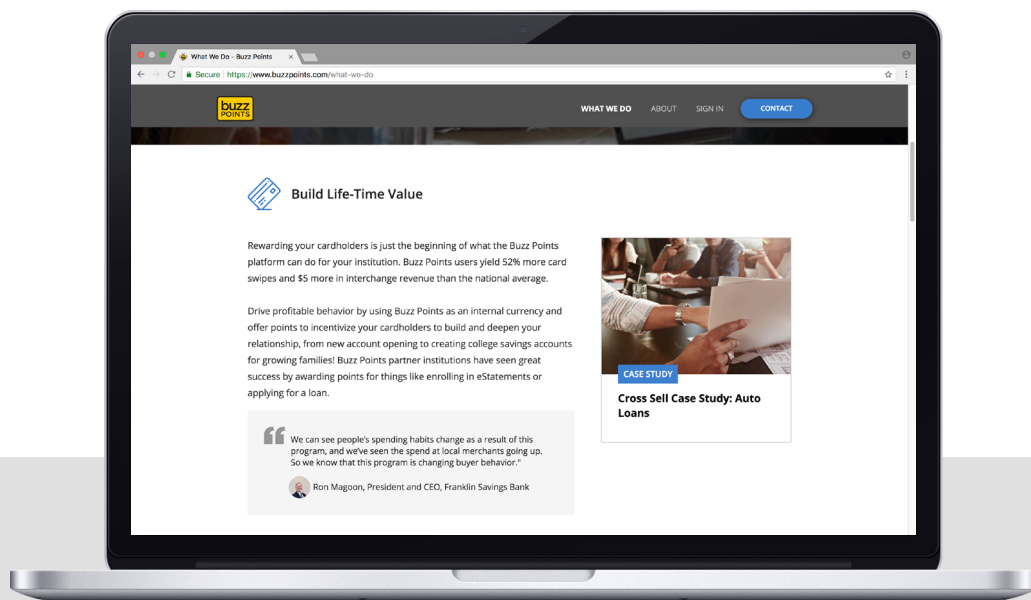 What We Do - Buzz Points
Secure | https://www.buzzpoints.com/what-we-do
buzz
POINTS
WHAT WE DO
ABOUT
SIGN IN
CONTACT
Build Life-Time Value
Rewarding your cardholders is just the beginning of what the Buzz Points
platform can do for your institution. Buzz Points users yield 52% more card
swipes and $5 more in interchange revenue than the national average.
Drive profitable behavior by using Buzz Points as an internal currency and
offer points to incentivize your cardholders to build and deepen your
relationship, from new account opening to creating college savings accounts
for growing families! Buzz Points partner institutions have seen great
success by awarding points for things like enrolling in eStatements or
applying for a loan.
We can see people's spending habits change as a result of this
program, and we've seen the spend at local merchants going up.
So we know that this program is changing buyer behavior."
Ron Magoon, President and CEO, Franklin Savings Bank
CASE STUDY
Cross Sell Case Study: Auto
Loans